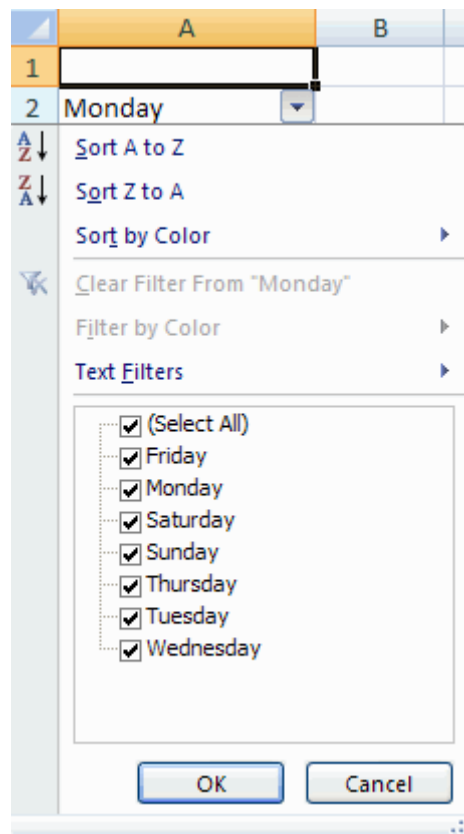 A B
1
2 Monday
Sort A to Z
Sort Z to A
Sort by Color
Clear Filter From "Monday"
Filter by Color
Text Filters
(Select All)
Friday
Monday
Saturday
Sunday
Thursday
Tuesday
Wednesday
OK Cancel